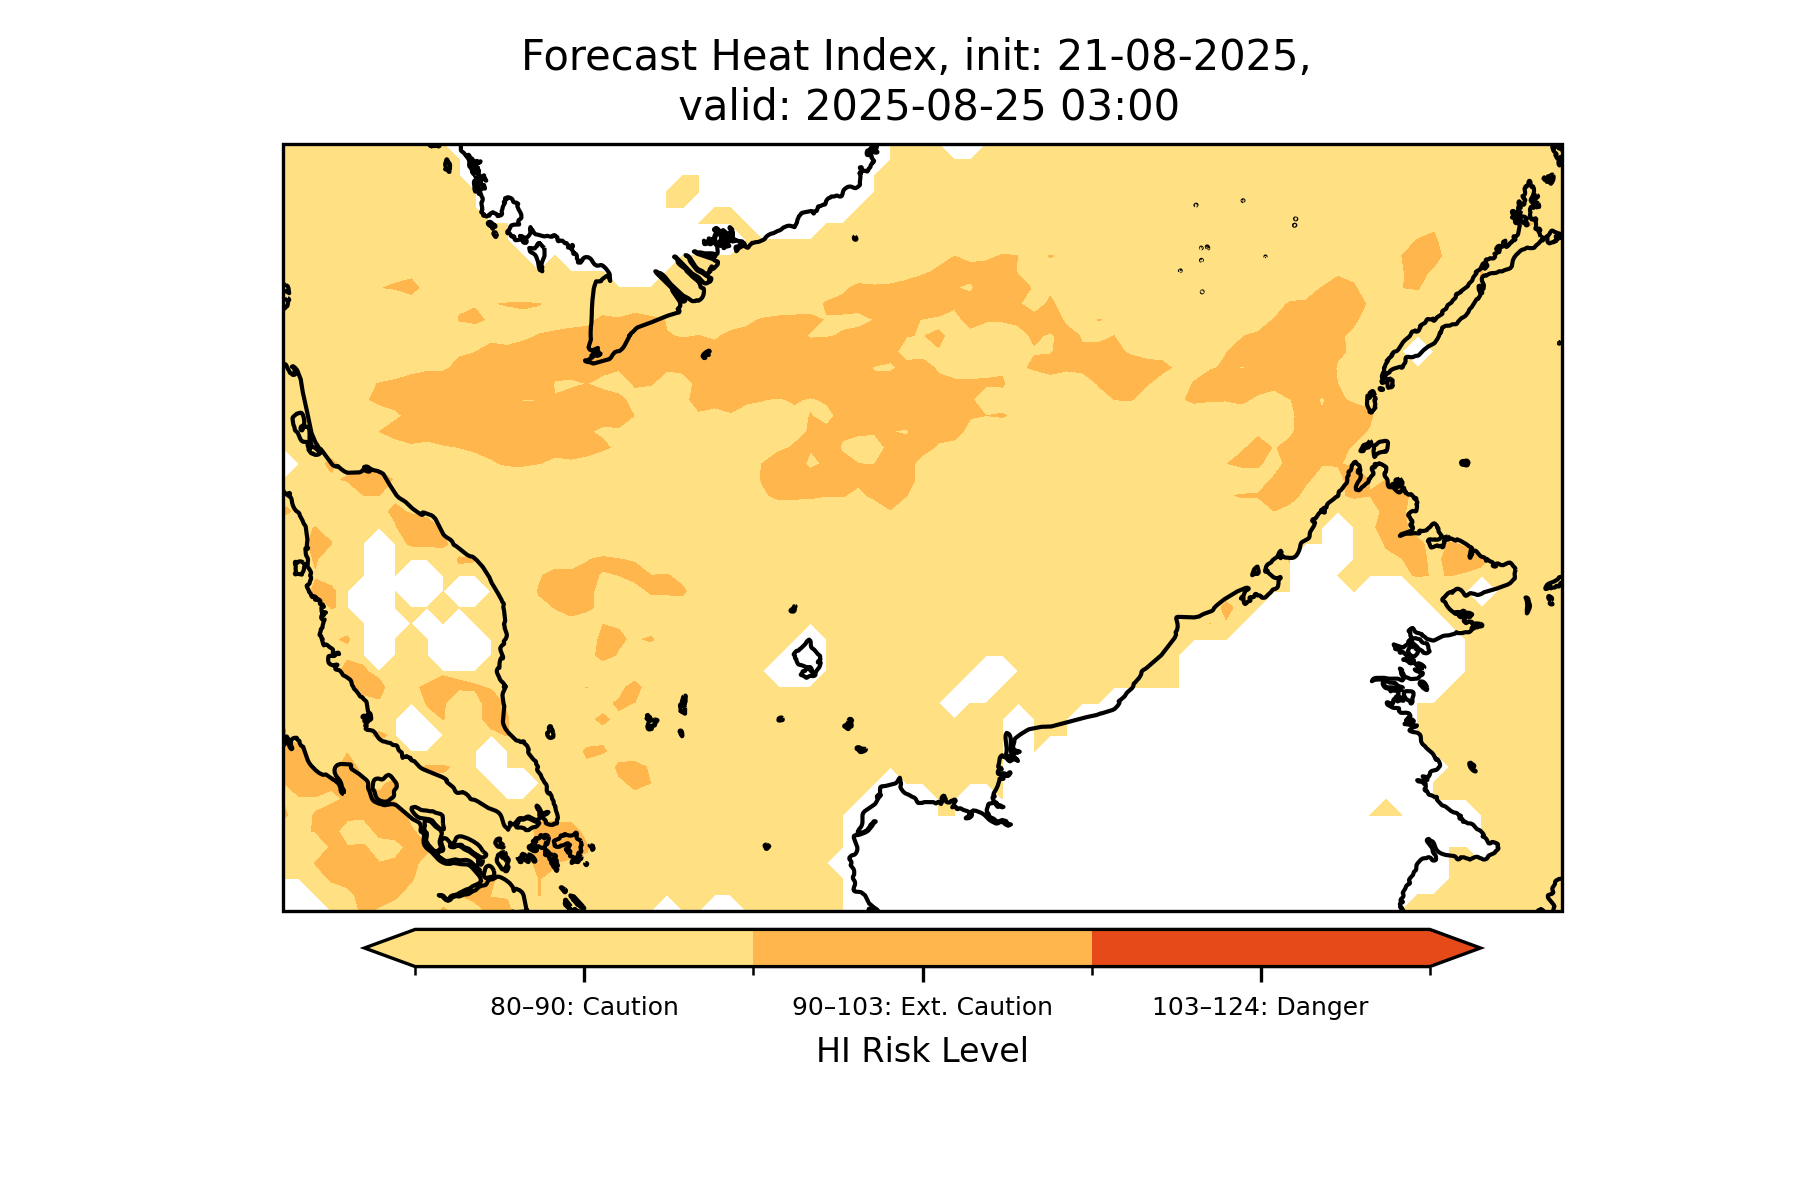 Forecast Heat Index, init: 21-08-2025,
valid: 2025-08-25 03:00
80–90: Caution
90–103: Ext. Caution
103–124: Danger
HI Risk Level